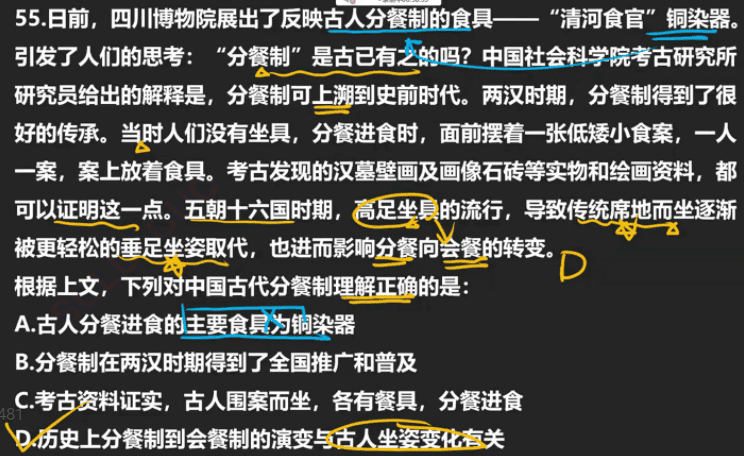 55.日前，四川博物院展出了反映古人分餐制的食具——“清河食官”铜染器。
引发了人们的思考：“分餐制”是古已有之的吗？中国社会科学院考古研究所
研究员给出的解释是，分餐制可上溯到史前时代。两汉时期，分餐制得到了很
好的传承。当时人们没有坐具，分餐进食时，面前摆着一张低矮小食案，一人
一案，案上放着食具。考古发现的汉墓壁画及画像石砖等实物和绘画资料，都
可以证明这一点。五朝十六国时期，高足坐具的流行，导致传统席地而坐逐渐
被更轻松的垂足坐姿取代，也进而影响分餐向会餐的转变。
D
根据上文，下列对中国古代分餐制理解正确的是：
A.古人分餐进食的主要食具为铜染器
B.分餐制在两汉时期得到了全国推广和普及
C.考古资料证实，古人围案而坐，各有餐具，分餐进食
481
D.历史上分餐制到会餐制的演变与古人坐姿变化有关